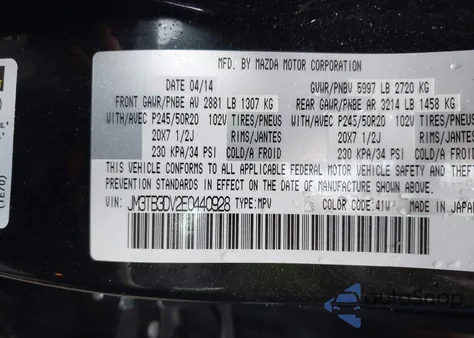 MFD. BY MAZDA MOTOR CORPORATION
DATE 04/14 GVWR/PNBV 5997 LB 2720 KG
FRONT GAWR/PNBE AV 2881 LB 1307 KG REAR GAWR/PNBE AR 3214 LB 1458 KG
WITH/AVEC P245/50R20 102V TIRES/PNEUS WITH/AVEC P245/50R20 102V TIRES/PNEUS
20X7 1/2J RIMS/JANTES 20X7 1/2J RIMS/JANTES
230 KPA/34 PSI COLD/A FROID 230 KPA/34 PSI COLD/A FROID
THIS VEHICLE CONFORMS TO ALL APPLICABLE FEDERAL MOTOR VEHICLE SAFETY, BUMPER, AND THEFT
PREVENTION STANDARDS IN EFFECT ON THE DATE OF MANUFACTURE SHOWN ABOVE.
VIN: JM3TB3DV2E0440928 TYPE:MPV COLOR CODE:41W MADE IN JAPAN
(7E70)
autoSnap